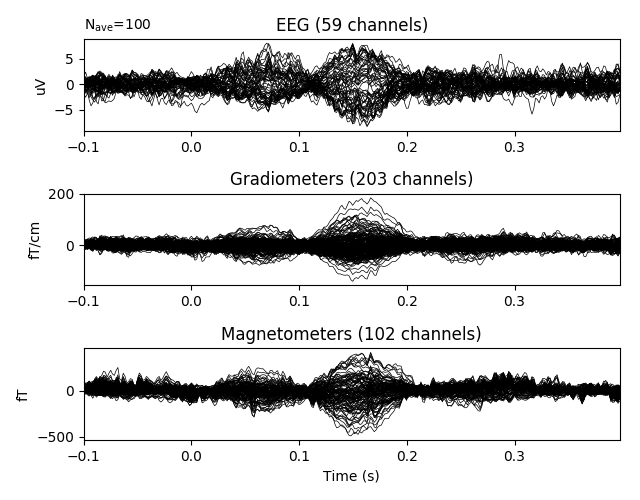 N_ave=100
EEG (59 channels)
5
0
−5
uV
−0.1 0.0 0.1 0.2 0.3
Gradiometers (203 channels)
200
0
fT/cm
−0.1 0.0 0.1 0.2 0.3
Magnetometers (102 channels)
0
−500
fT
−0.1 0.0 0.1 0.2 0.3
Time (s)